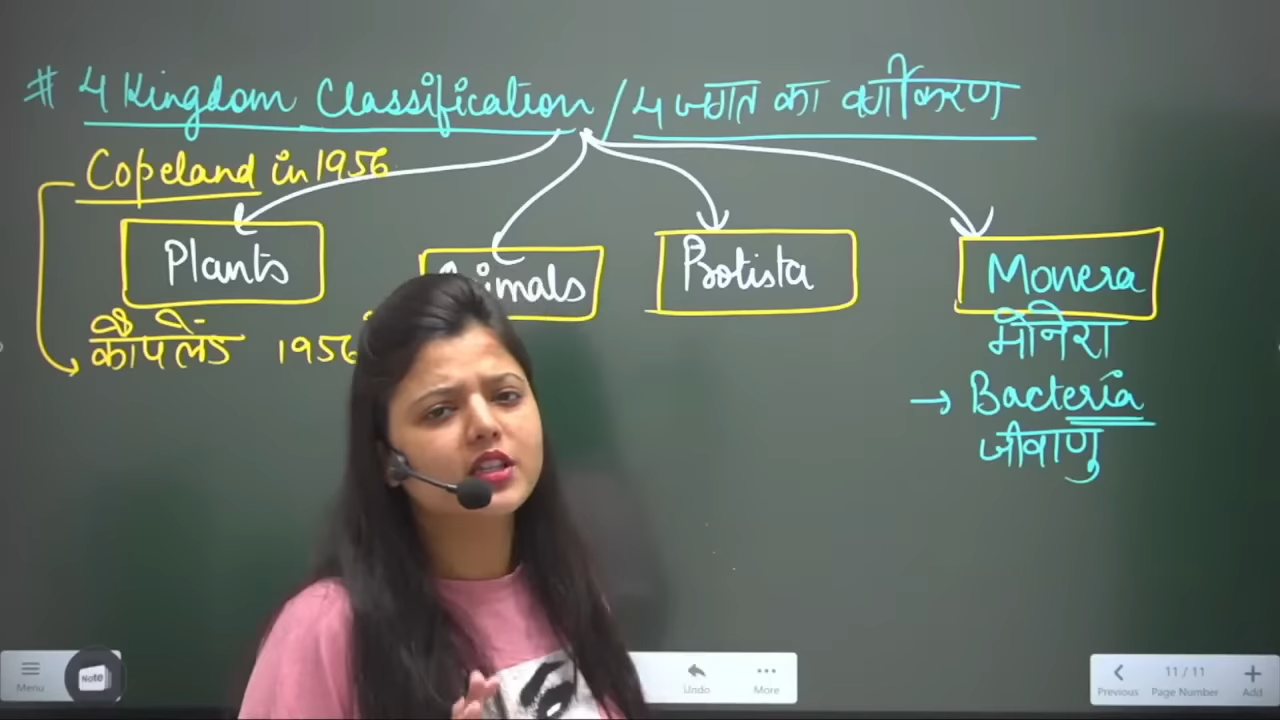 # 4 Kingdom Classification / 4 जगत का वर्गीकरण
Copeland in 1956
Plants
Animals
Protista
Monera
कौपलैंड 1956
मोनेरा
→ Bacteria
जीवाणु
Menu
Note
Undo
More
Previous
11 / 11
Page Number
Add